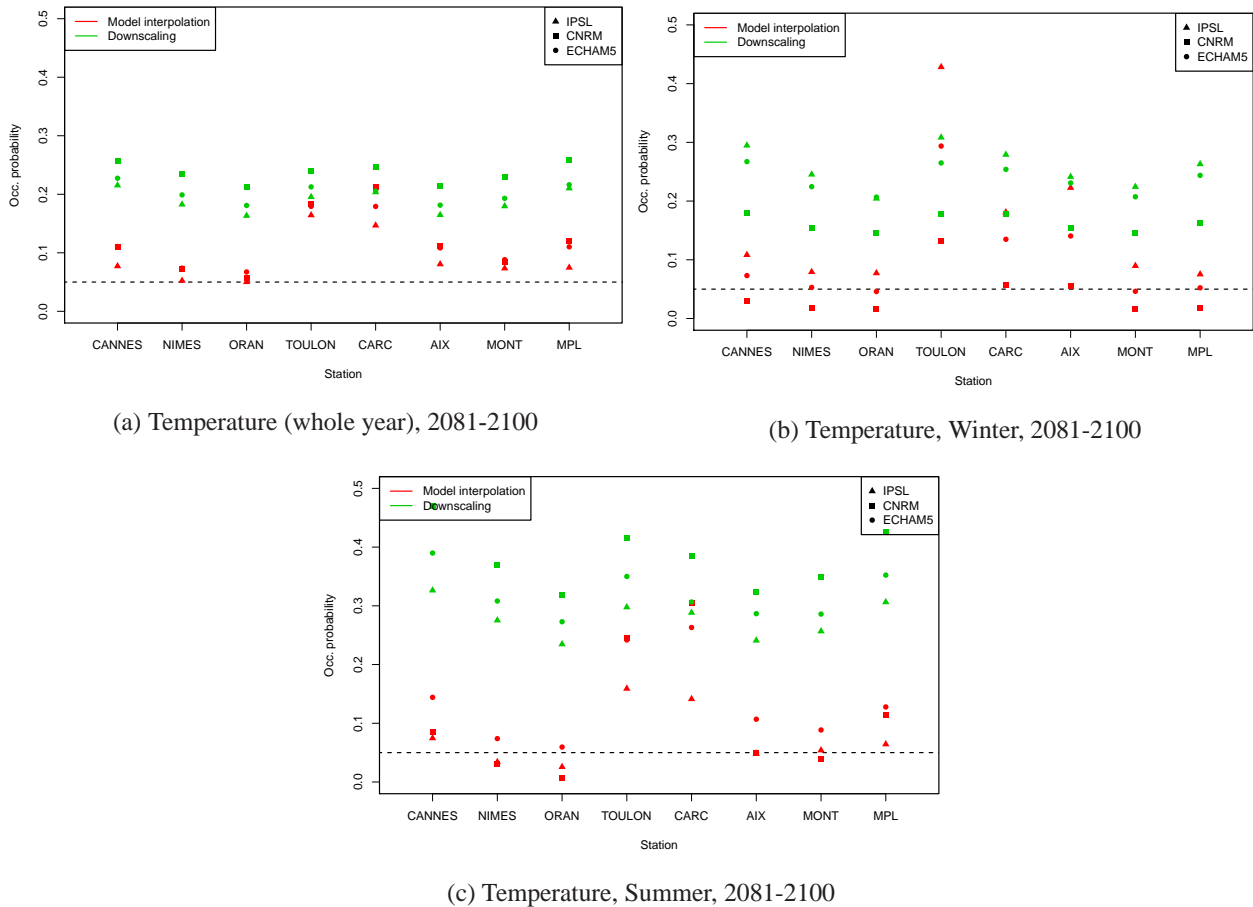 Model interpolation
Downscaling
IPSL
CNRM
ECHAM5
0.5
0.4
0.3
0.2
0.1
0.0
Occ. probability
CANNES NIMES ORAN TOULON CARC AIX MONT MPL
Station
(a) Temperature (whole year), 2081-2100
Model interpolation
Downscaling
IPSL
CNRM
ECHAM5
0.5
0.4
0.3
0.2
0.1
0.0
Occ. probability
CANNES NIMES ORAN TOULON CARC AIX MONT MPL
Station
(b) Temperature, Winter, 2081-2100
Model interpolation
Downscaling
IPSL
CNRM
ECHAM5
0.5
0.4
0.3
0.2
0.1
0.0
Occ. probability
CANNES NIMES ORAN TOULON CARC AIX MONT MPL
Station
(c) Temperature, Summer, 2081-2100